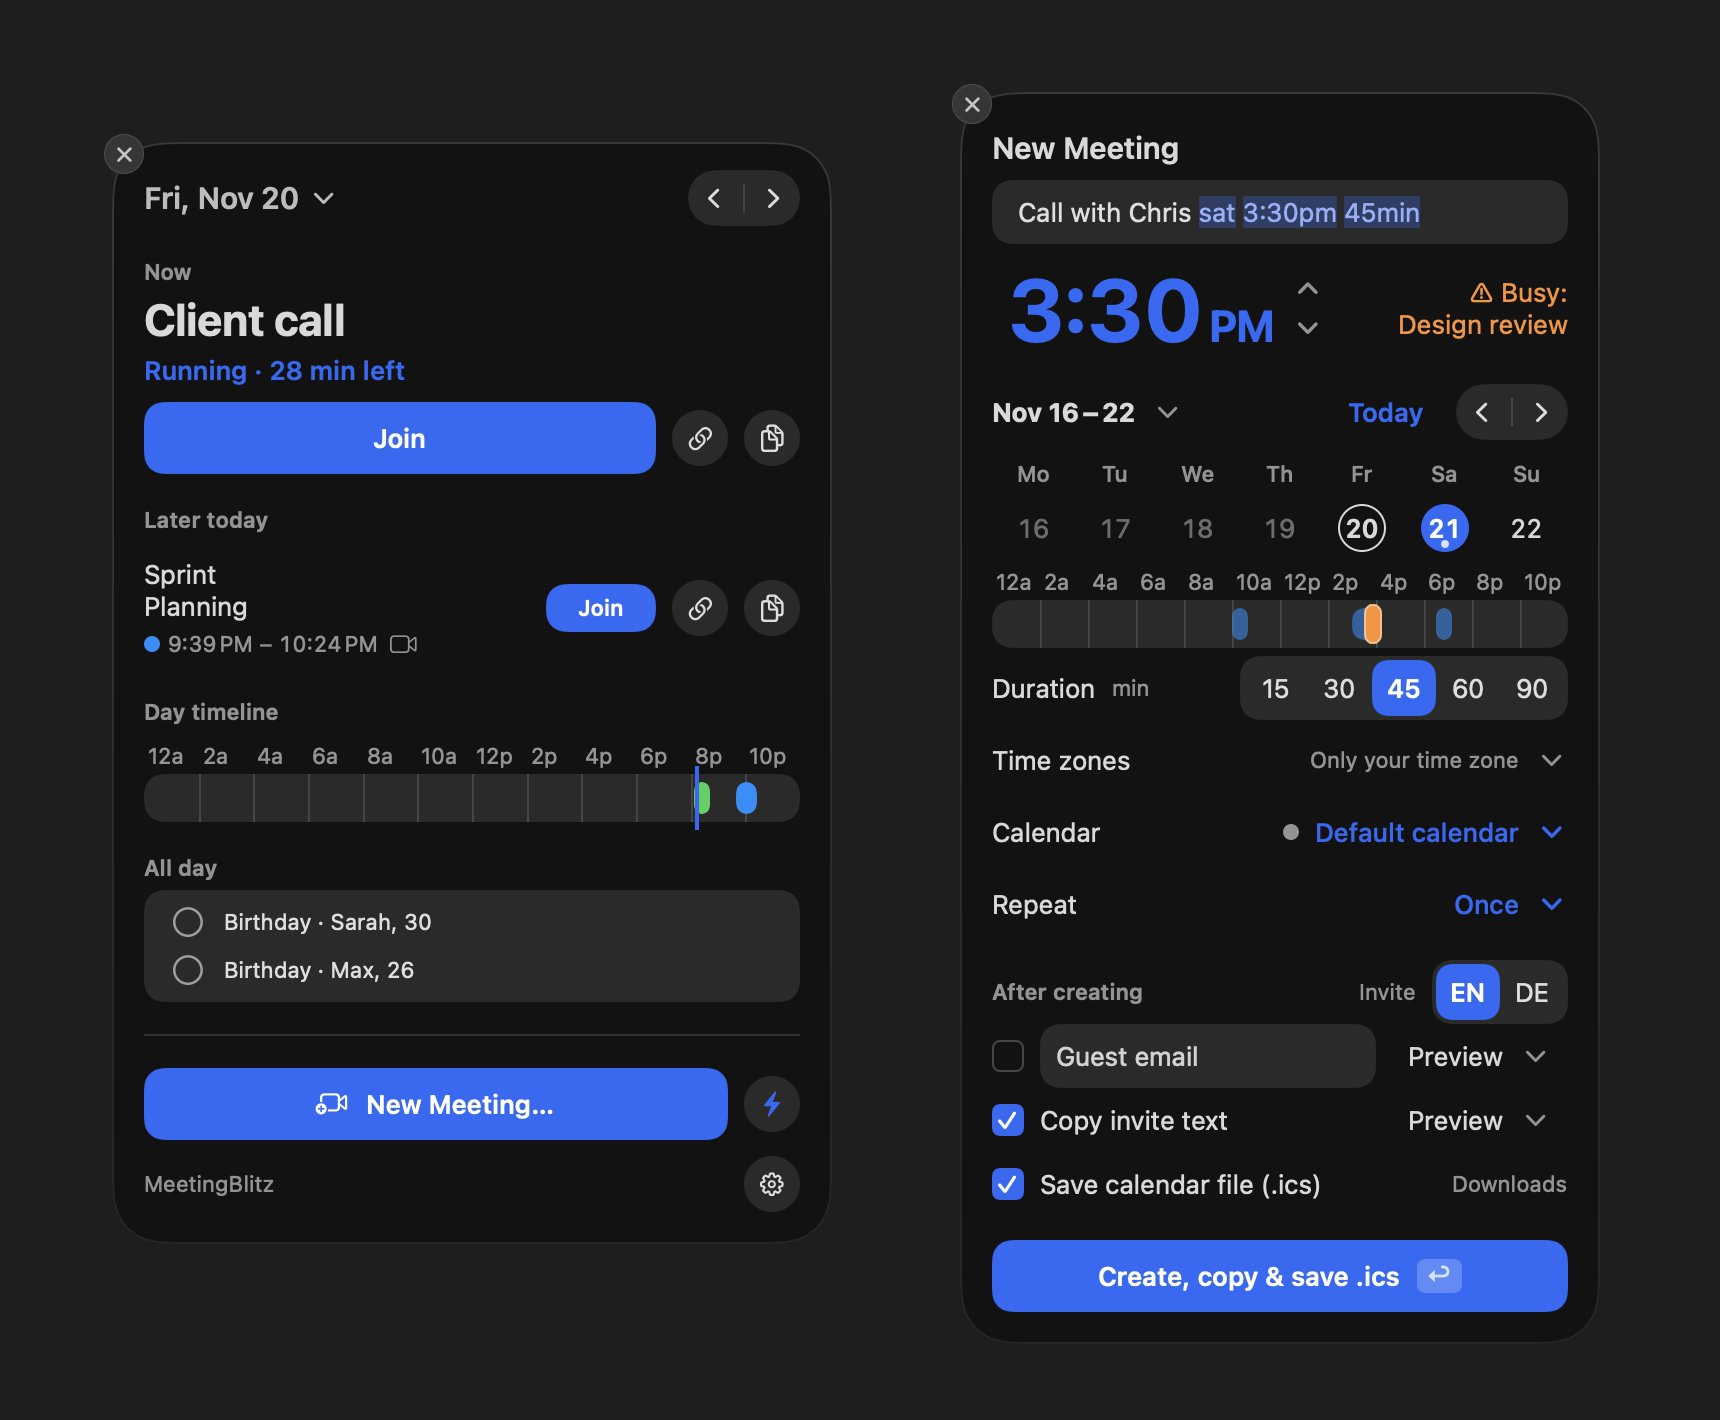 Fri, Nov 20
Now
Client call
Running · 28 min left
Join
Later today
Sprint
Planning
Join
9:39 PM – 10:24 PM
Day timeline
12a 2a 4a 6a 8a 10a 12p 2p 4p 6p 8p 10p
All day
Birthday · Sarah, 30
Birthday · Max, 26
New Meeting...
MeetingBlitz
New Meeting
Call with Chris sat 3:30pm 45min
3:30 PM
Busy:
Design review
Nov 16 – 22
Today
Mo Tu We Th Fr Sa Su
16 17 18 19 20 21 22
12a 2a 4a 6a 8a 10a 12p 2p 4p 6p 8p 10p
Duration min 15 30 45 60 90
Time zones Only your time zone
Calendar Default calendar
Repeat Once
After creating Invite EN DE
Guest email Preview
Copy invite text Preview
Save calendar file (.ics) Downloads
Create, copy & save .ics